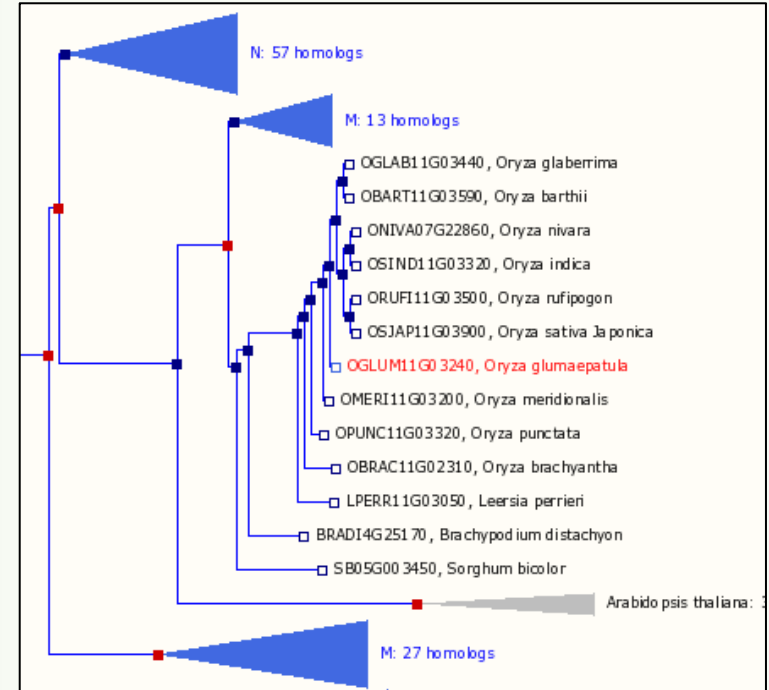 N: 57 homologs
M: 13 homologs
OGLAB11G03440, Oryza glaberrima
OBART11G03590, Oryza barthii
ONIVA07G22860, Oryza nivara
OSIND11G03320, Oryza indica
ORUFI11G03500, Oryza rufipogon
OSJAP11G03900, Oryza sativa Japonica
OGLUM11G03240, Oryza glumaepatula
OMERI11G03200, Oryza meridionalis
OPUNC11G03320, Oryza punctata
OBRAC11G02310, Oryza brachyantha
LPERR11G03050, Leersia perrieri
BRADI4G25170, Brachypodium distachyon
SB05G003450, Sorghum bicolor
Arabidopsis thaliana:
M: 27 homologs